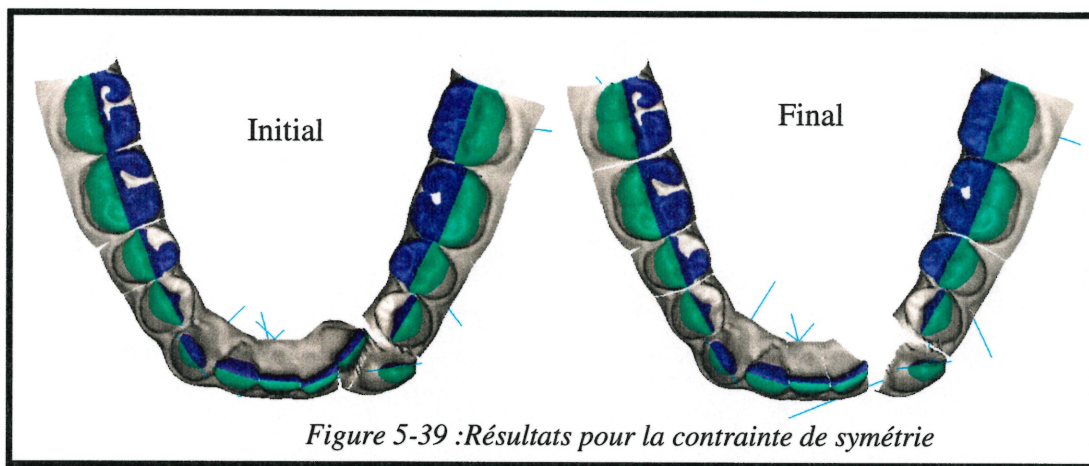 Initial
Final
Figure 5-39 :Résultats pour la contrainte de symétrie